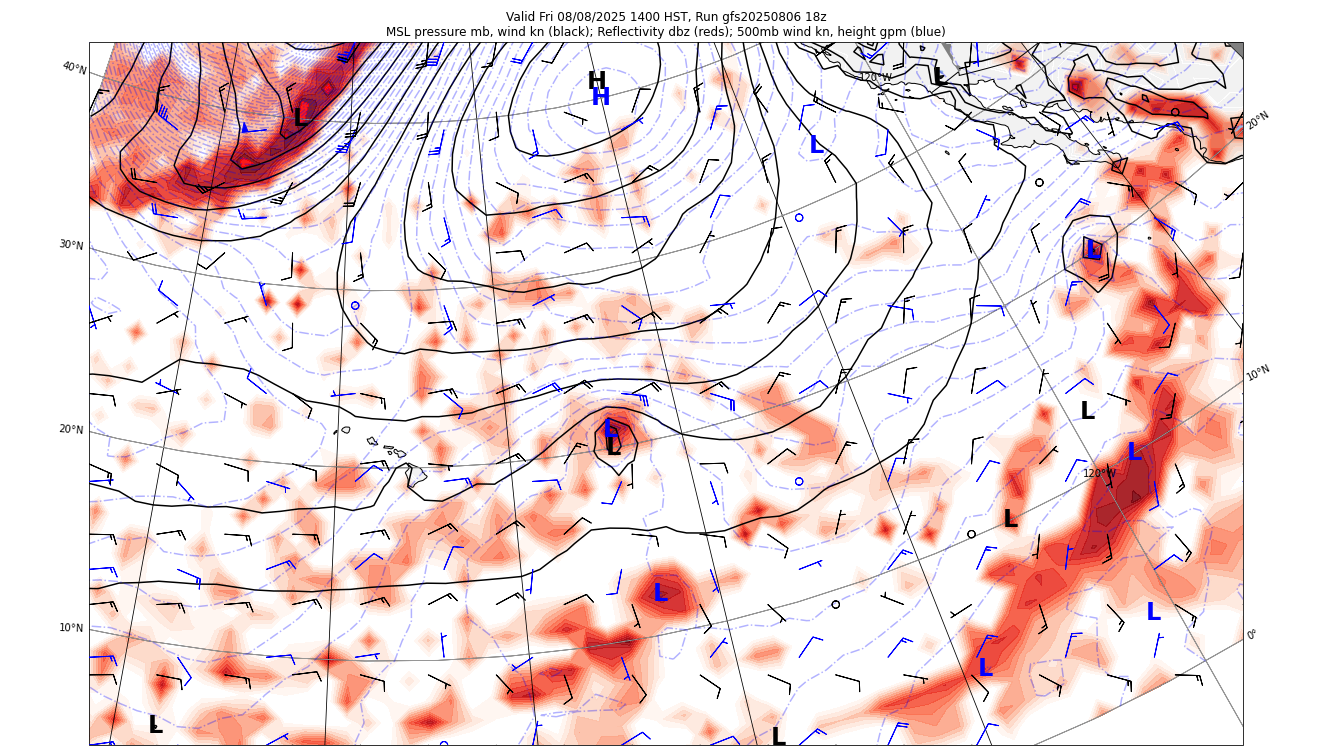 Valid Fri 08/08/2025 1400 HST, Run gfs20250806 18z
MSL pressure mb, wind kn (black); Reflectivity dbz (reds); 500mb wind kn, height gpm (blue)
40°N
H
H
L
120°W
L
L
20°N
30°N
L
10°N
20°N
L
L
L
L
120°W
L
10°N
L
L
0°
L
L
L